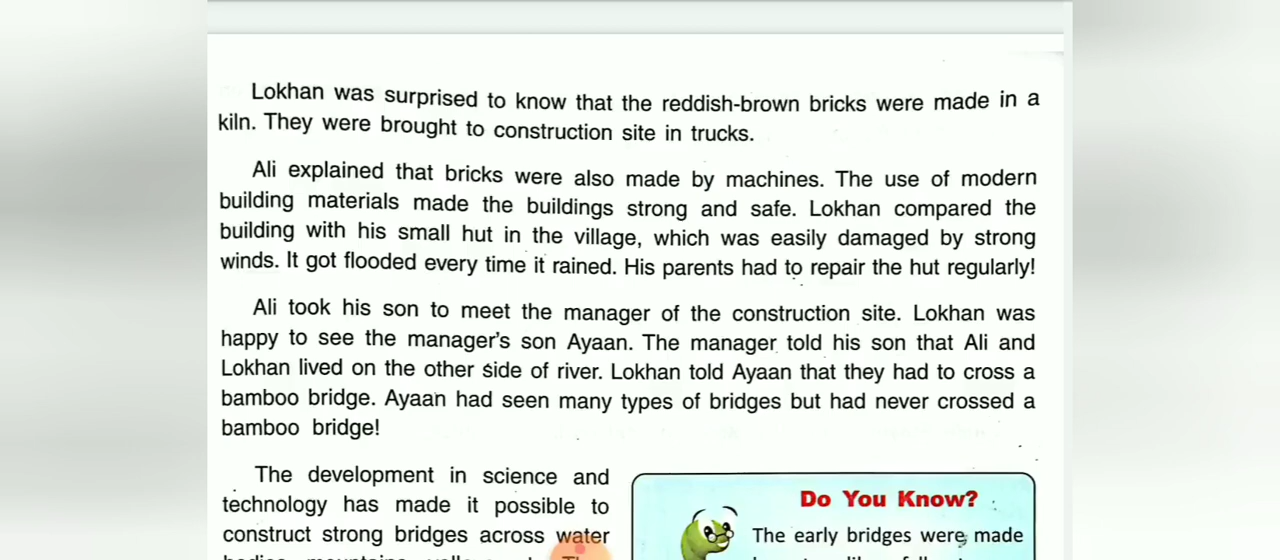 Lokhan was surprised to know that the reddish-brown bricks were made in a
kiln. They were brought to construction site in trucks.
Ali explained that bricks were also made by machines. The use of modern
building materials made the buildings strong and safe. Lokhan compared the
building with his small hut in the village, which was easily damaged by strong
winds. It got flooded every time it rained. His parents had to repair the hut regularly!
Ali took his son to meet the manager of the construction site. Lokhan was
happy to see the manager's son Ayaan. The manager told his son that Ali and
Lokhan lived on the other side of river. Lokhan told Ayaan that they had to cross a
bamboo bridge. Ayaan had seen many types of bridges but had never crossed a
bamboo bridge!
The development in science and
technology has made it possible to
construct strong bridges across water
Do You Know?
The early bridges were made